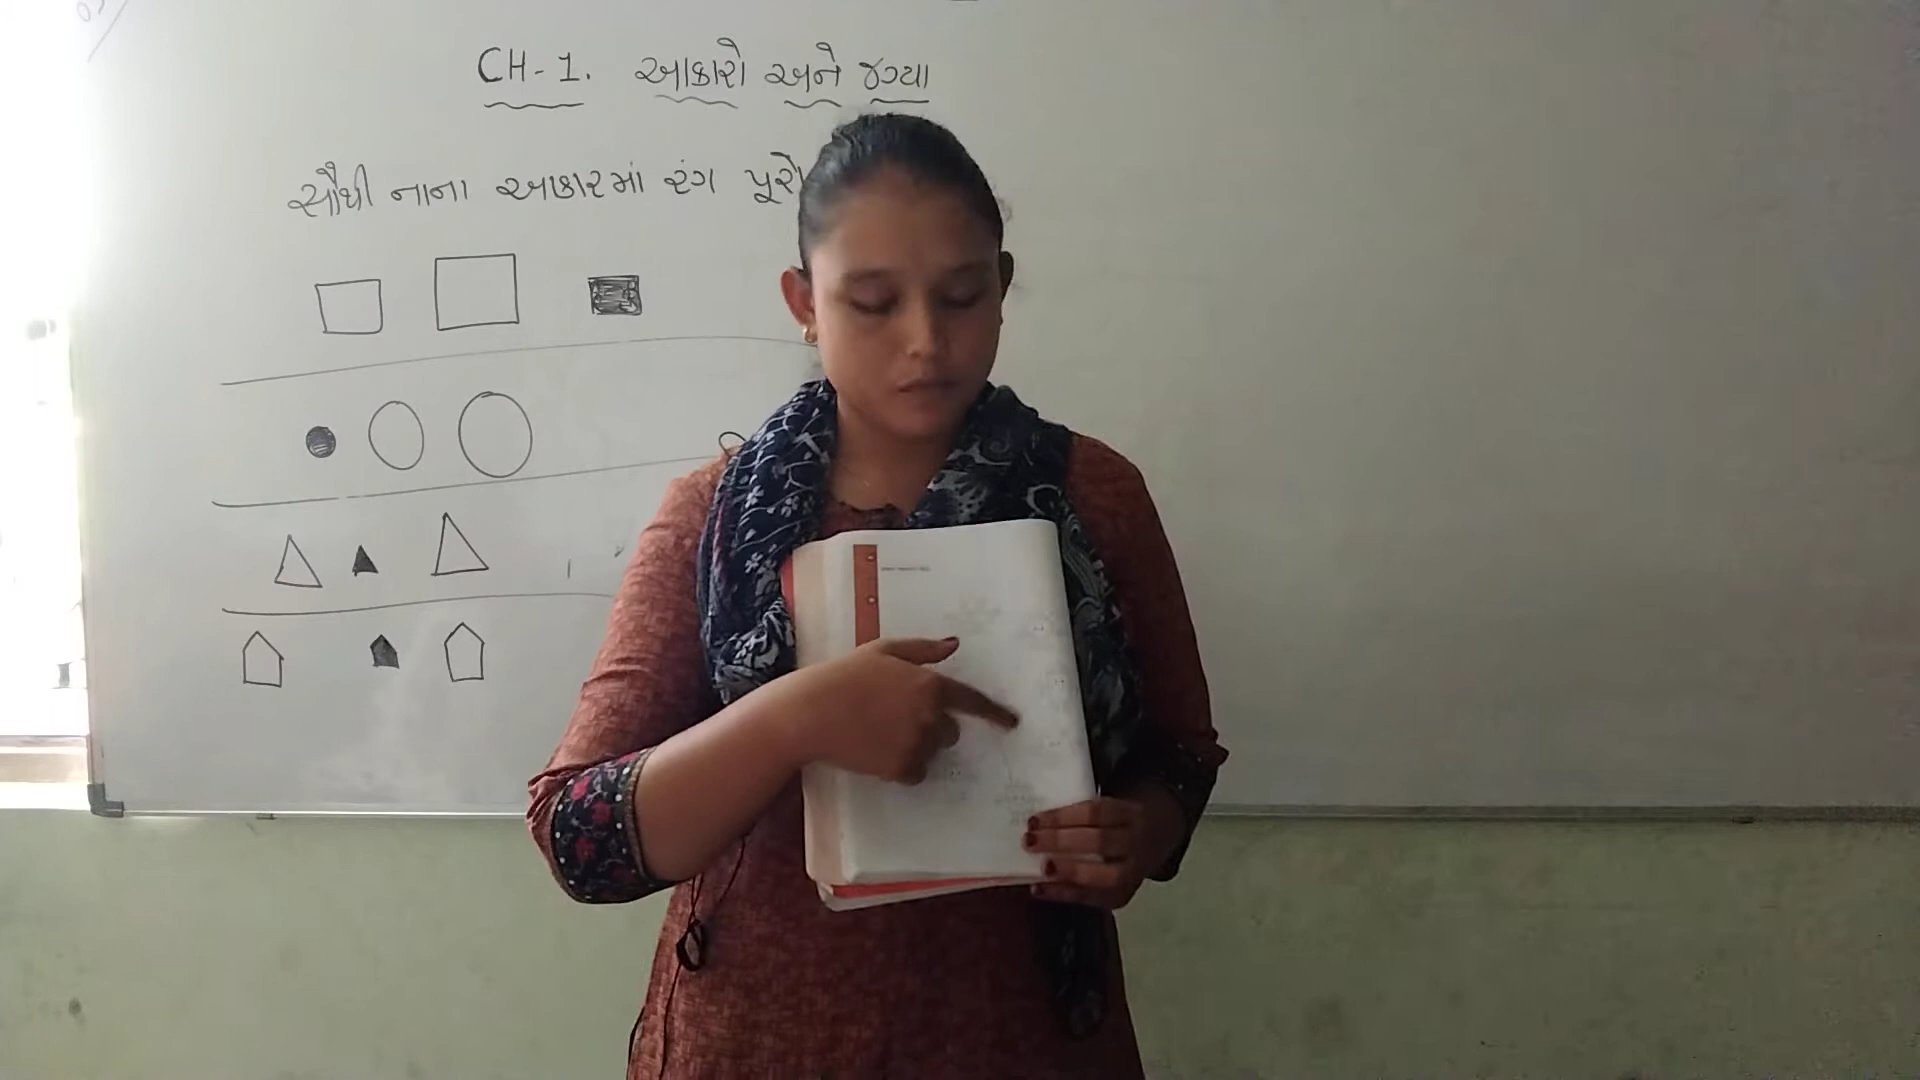 CH-1. આકારો અને જગ્યા
સૌથી નાના આકારમાં રંગ પૂરો